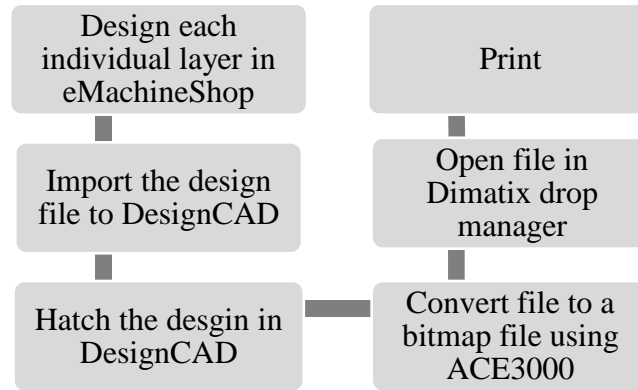 Design each
individual layer in
eMachineShop
Import the design
file to DesignCAD
Hatch the desgin in
DesignCAD
Convert file to a
bitmap file using
ACE3000
Open file in
Dimatix drop
manager
Print